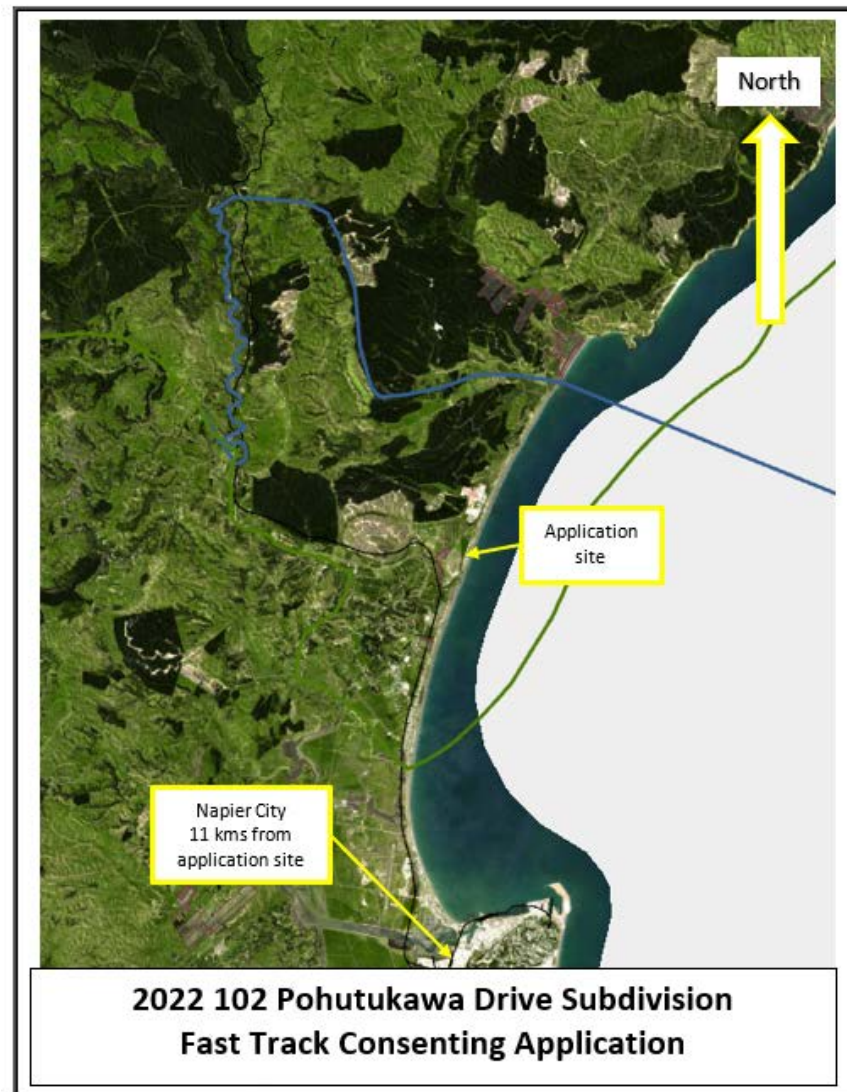 North
Application
site
Napier City
11 kms from
application site
2022 102 Pohutukawa Drive Subdivision
Fast Track Consenting Application